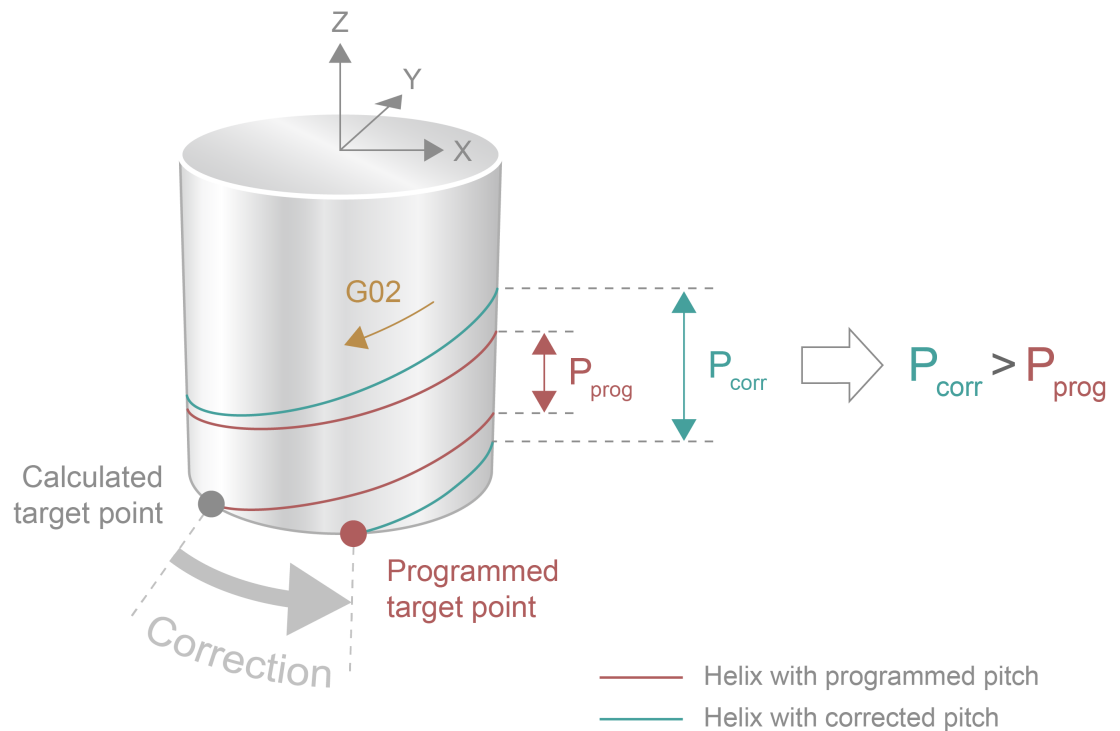 Z
Y
X
G02
P prog
P corr
P corr > P prog
Calculated
target point
Programmed
target point
Correction
Helix with programmed pitch
Helix with corrected pitch